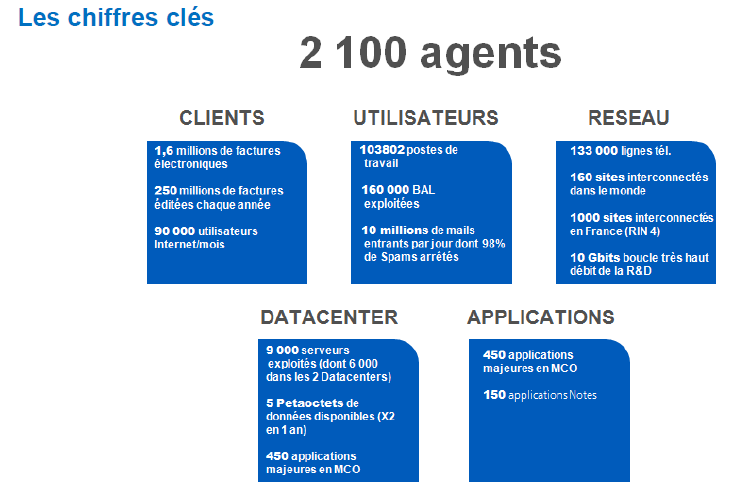 Les chiffres clés
2 100 agents
CLIENTS
1,6 millions de factures
électroniques
250 millions de factures
éditées chaque année
90 000 utilisateurs
Internet/mois
UTILISATEURS
103802 postes de
travail
160 000 BAL
exploitées
10 millions de mails
entrants par jour dont 98%
de Spams arrêtés
RESEAU
133 000 lignes tél.
160 sites interconnectés
dans le monde
1000 sites interconnectés
en France (RIN 4)
10 Gbits boucle très haut
débit de la R&D
DATACENTER
9 000 serveurs
exploités (dont 6 000
dans les 2 Datacenters)
5 Petaoctets de
données disponibles (X2
en 1 an)
450 applications
majeures en MCO
APPLICATIONS
450 applications
majeures en MCO
150 applications Notes